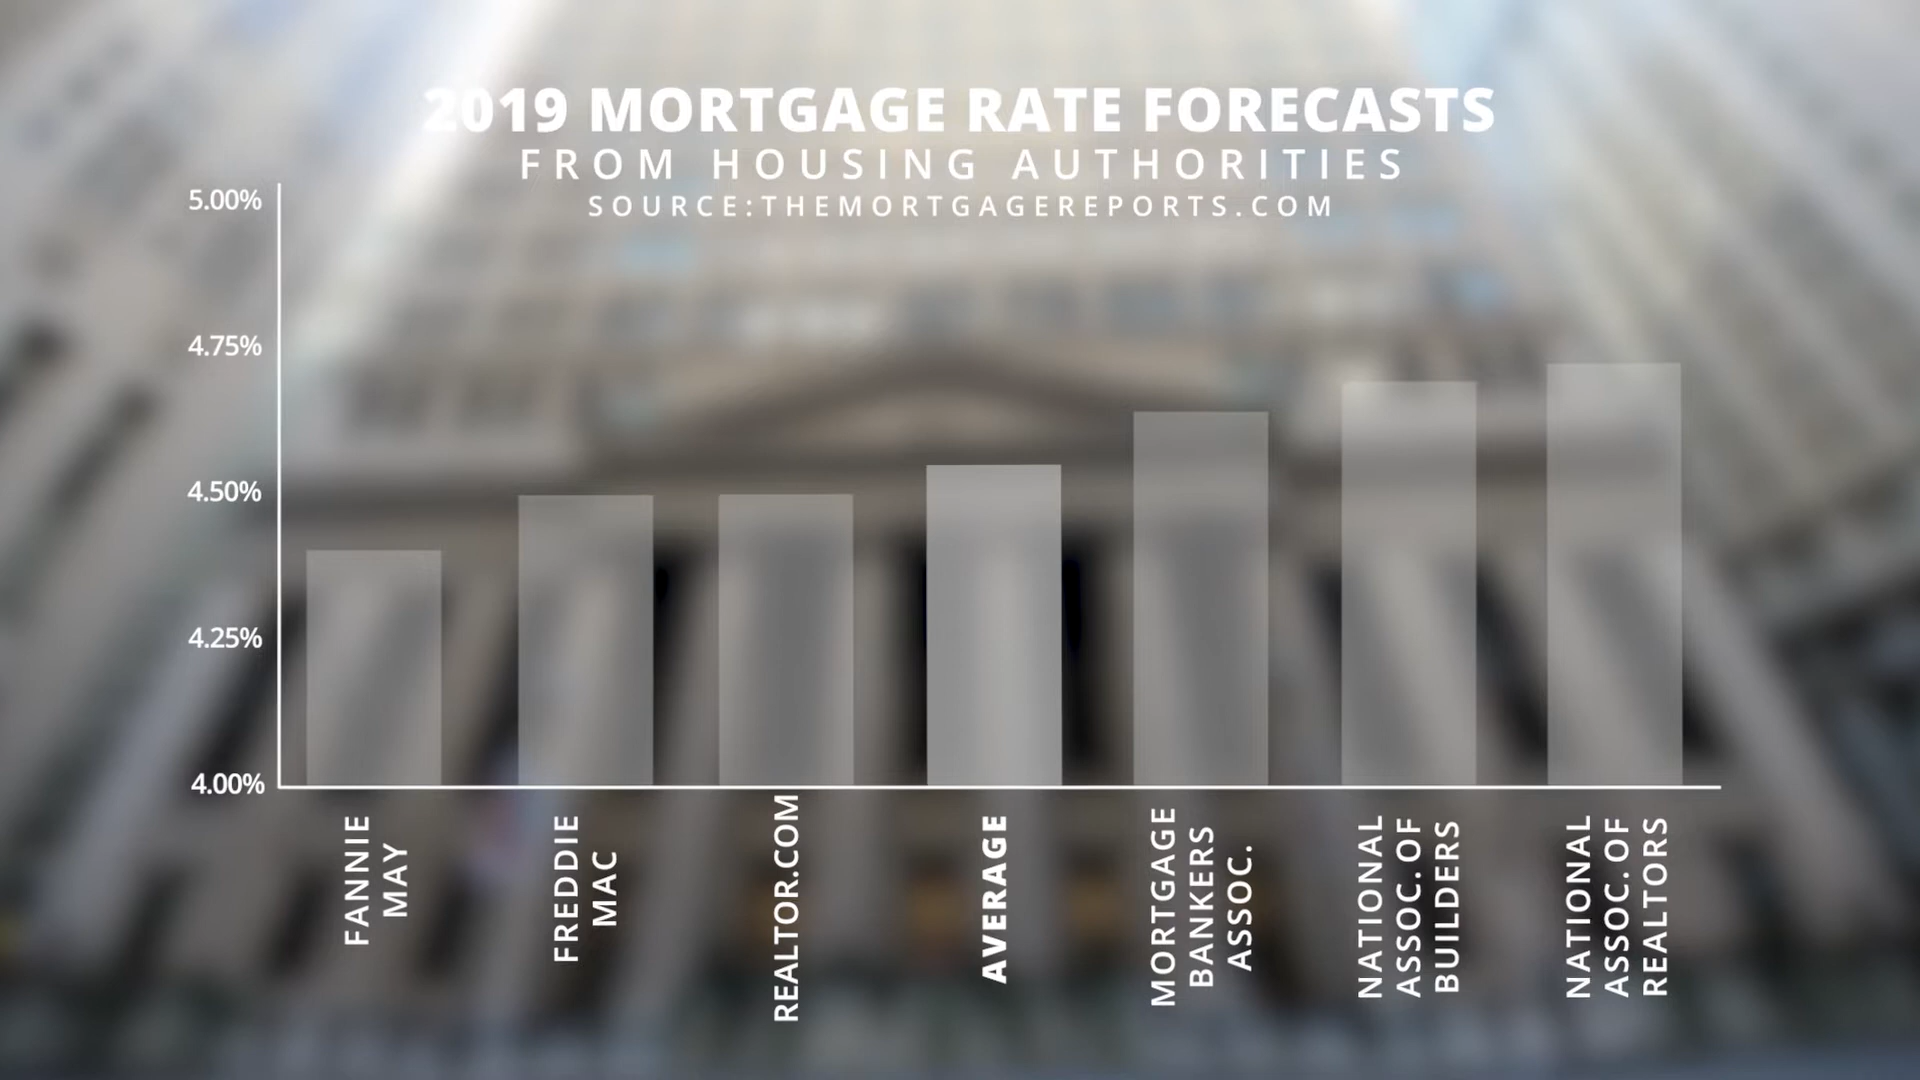 2019 MORTGAGE RATE FORECASTS
FROM HOUSING AUTHORITIES
SOURCE:THEMORTGAGEREPORTS.COM
5.00%
4.75%
4.50%
4.25%
4.00%
FANNIE
MAY
FREDDIE
MAC
REALTOR.COM
AVERAGE
MORTGAGE
BANKERS
ASSOC.
NATIONAL
ASSOC. OF
BUILDERS
NATIONAL
ASSOC. OF
REALTORS